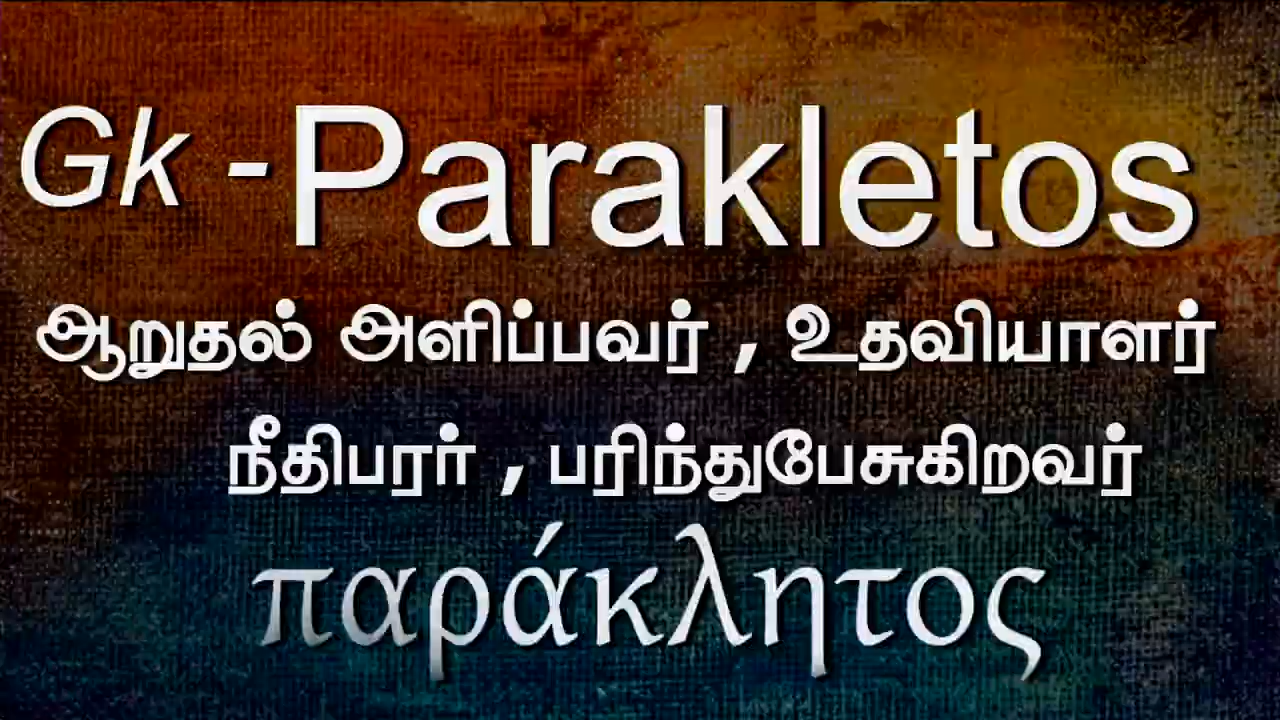 Gk - Parakletos
ஆறுதல் அளிப்பவர் , உதவியாளர்
நீதிபரர் , பரிந்துபேசுகிறவர்
παράκλητος